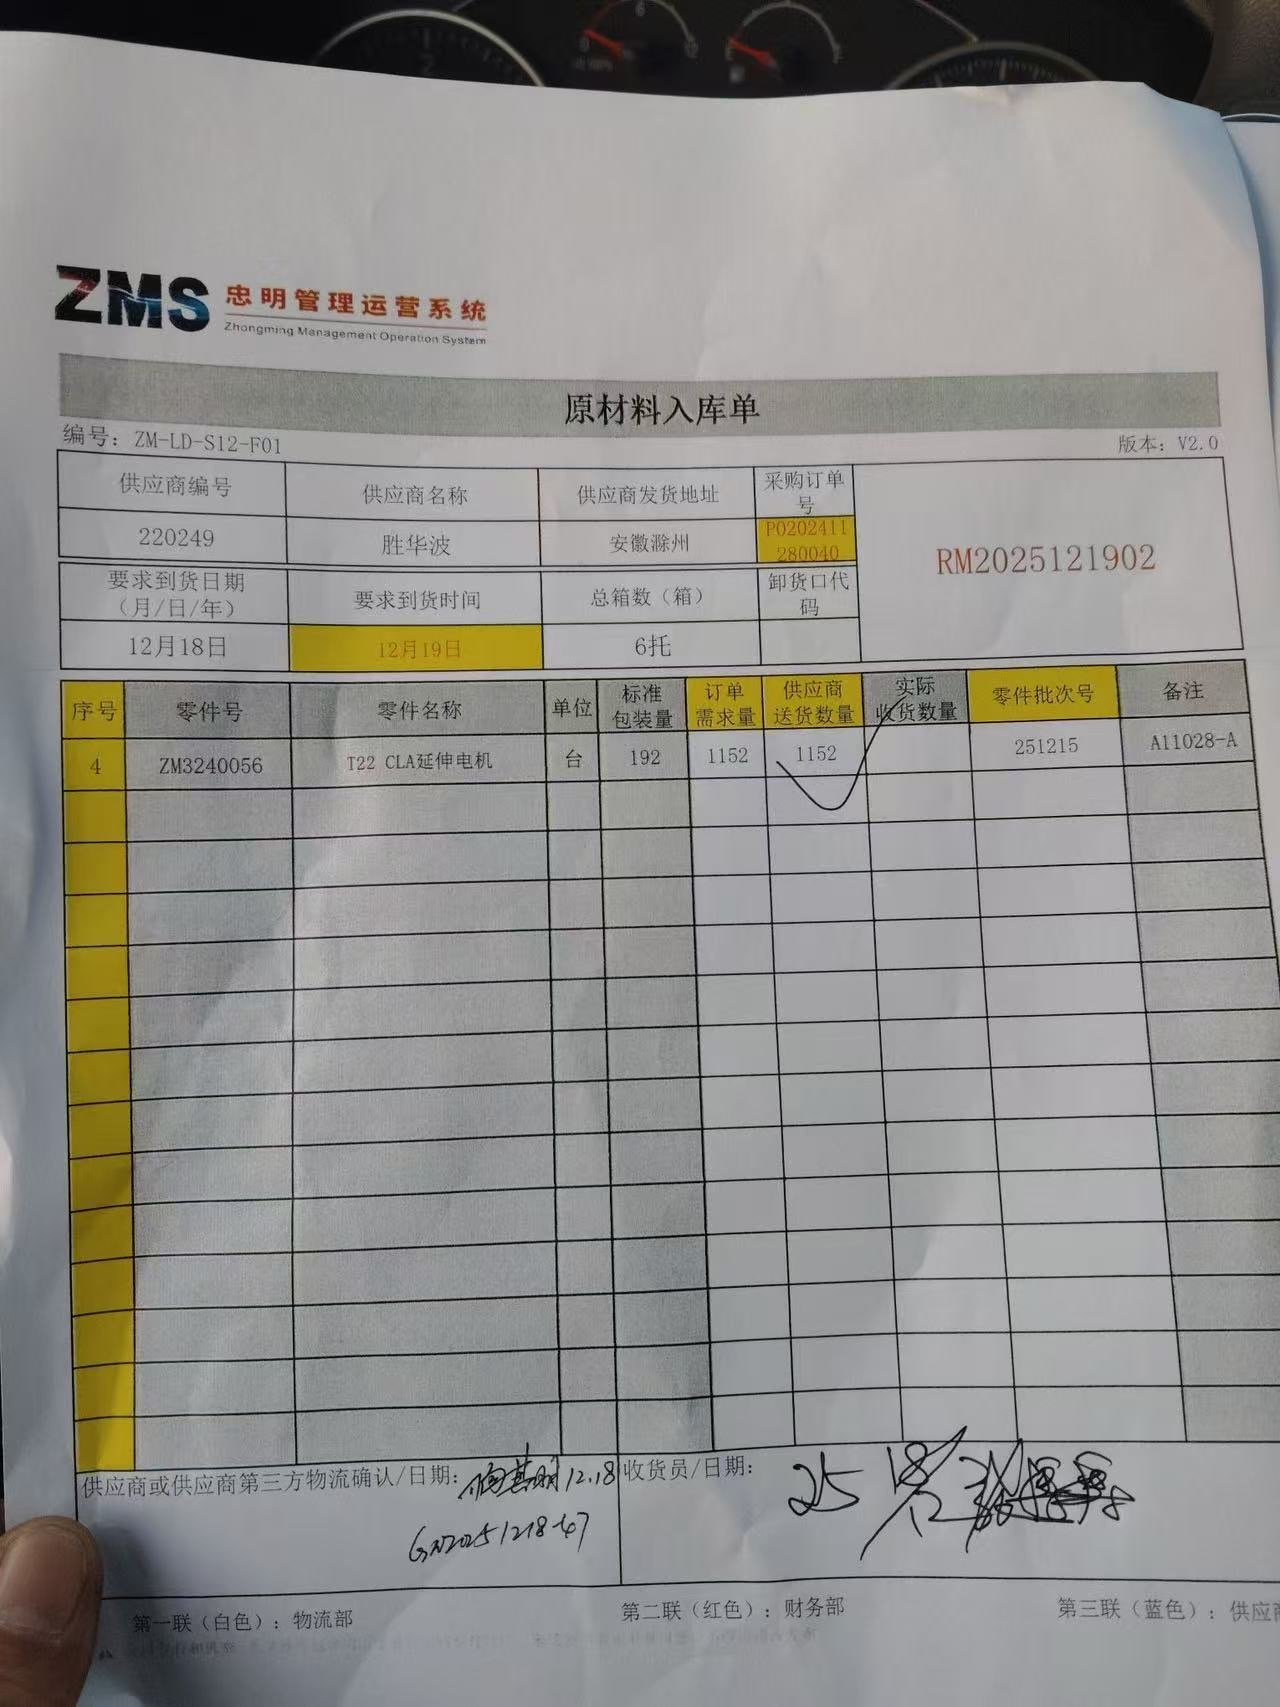 ZMS 忠明管理运营系统
Zhongming Management Operation System
原材料入库单
编号：ZM-LD-S12-F01 版本：V2.0
供应商编号 供应商名称 供应商发货地址 采购订单号
220249 胜华波 安徽滁州 PO202411280040 RM2025121902
要求到货日期（月/日/年） 要求到货时间 总箱数（箱） 卸货口代码
12月18日 12月19日 6托
序号 零件号 零件名称 单位 标准包装量 订单需求量 供应商送货数量 实际收货数量 零件批次号 备注
4 ZM3240056 T22 CLA延伸电机 台 192 1152 1152 251215 A11028-A
供应商或供应商第三方物流确认/日期： 12.18 收货员/日期： 25
第一联（白色）：物流部 第二联（红色）：财务部 第三联（蓝色）：供应商